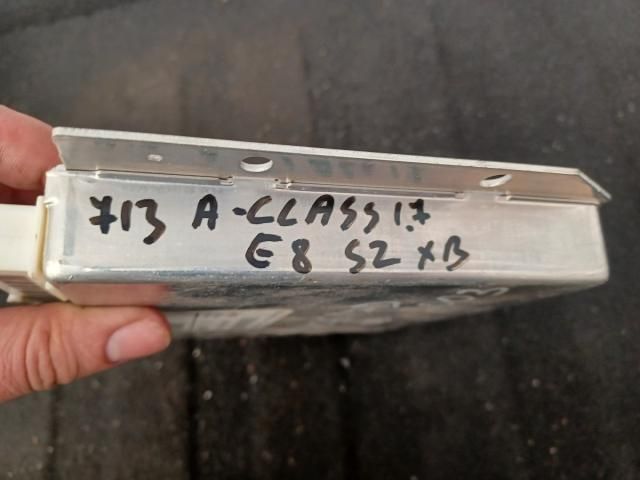 713 A-CLASS 1.7
E8 S2 XB